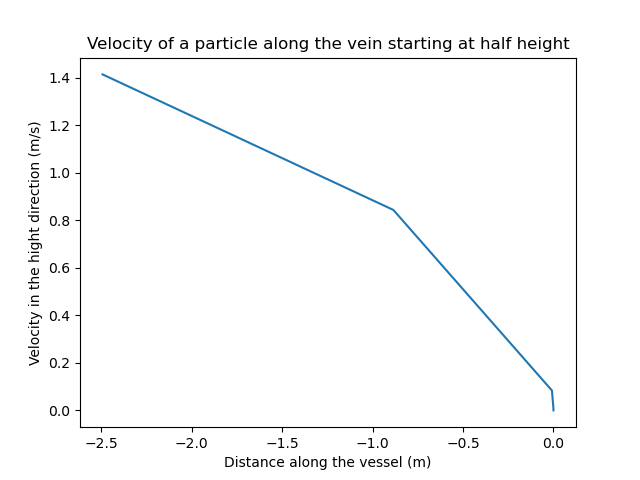 Velocity of a particle along the vein starting at half height
Velocity in the hight direction (m/s)
1.4
1.2
1.0
0.8
0.6
0.4
0.2
0.0
−2.5 −2.0 −1.5 −1.0 −0.5 0.0
Distance along the vessel (m)